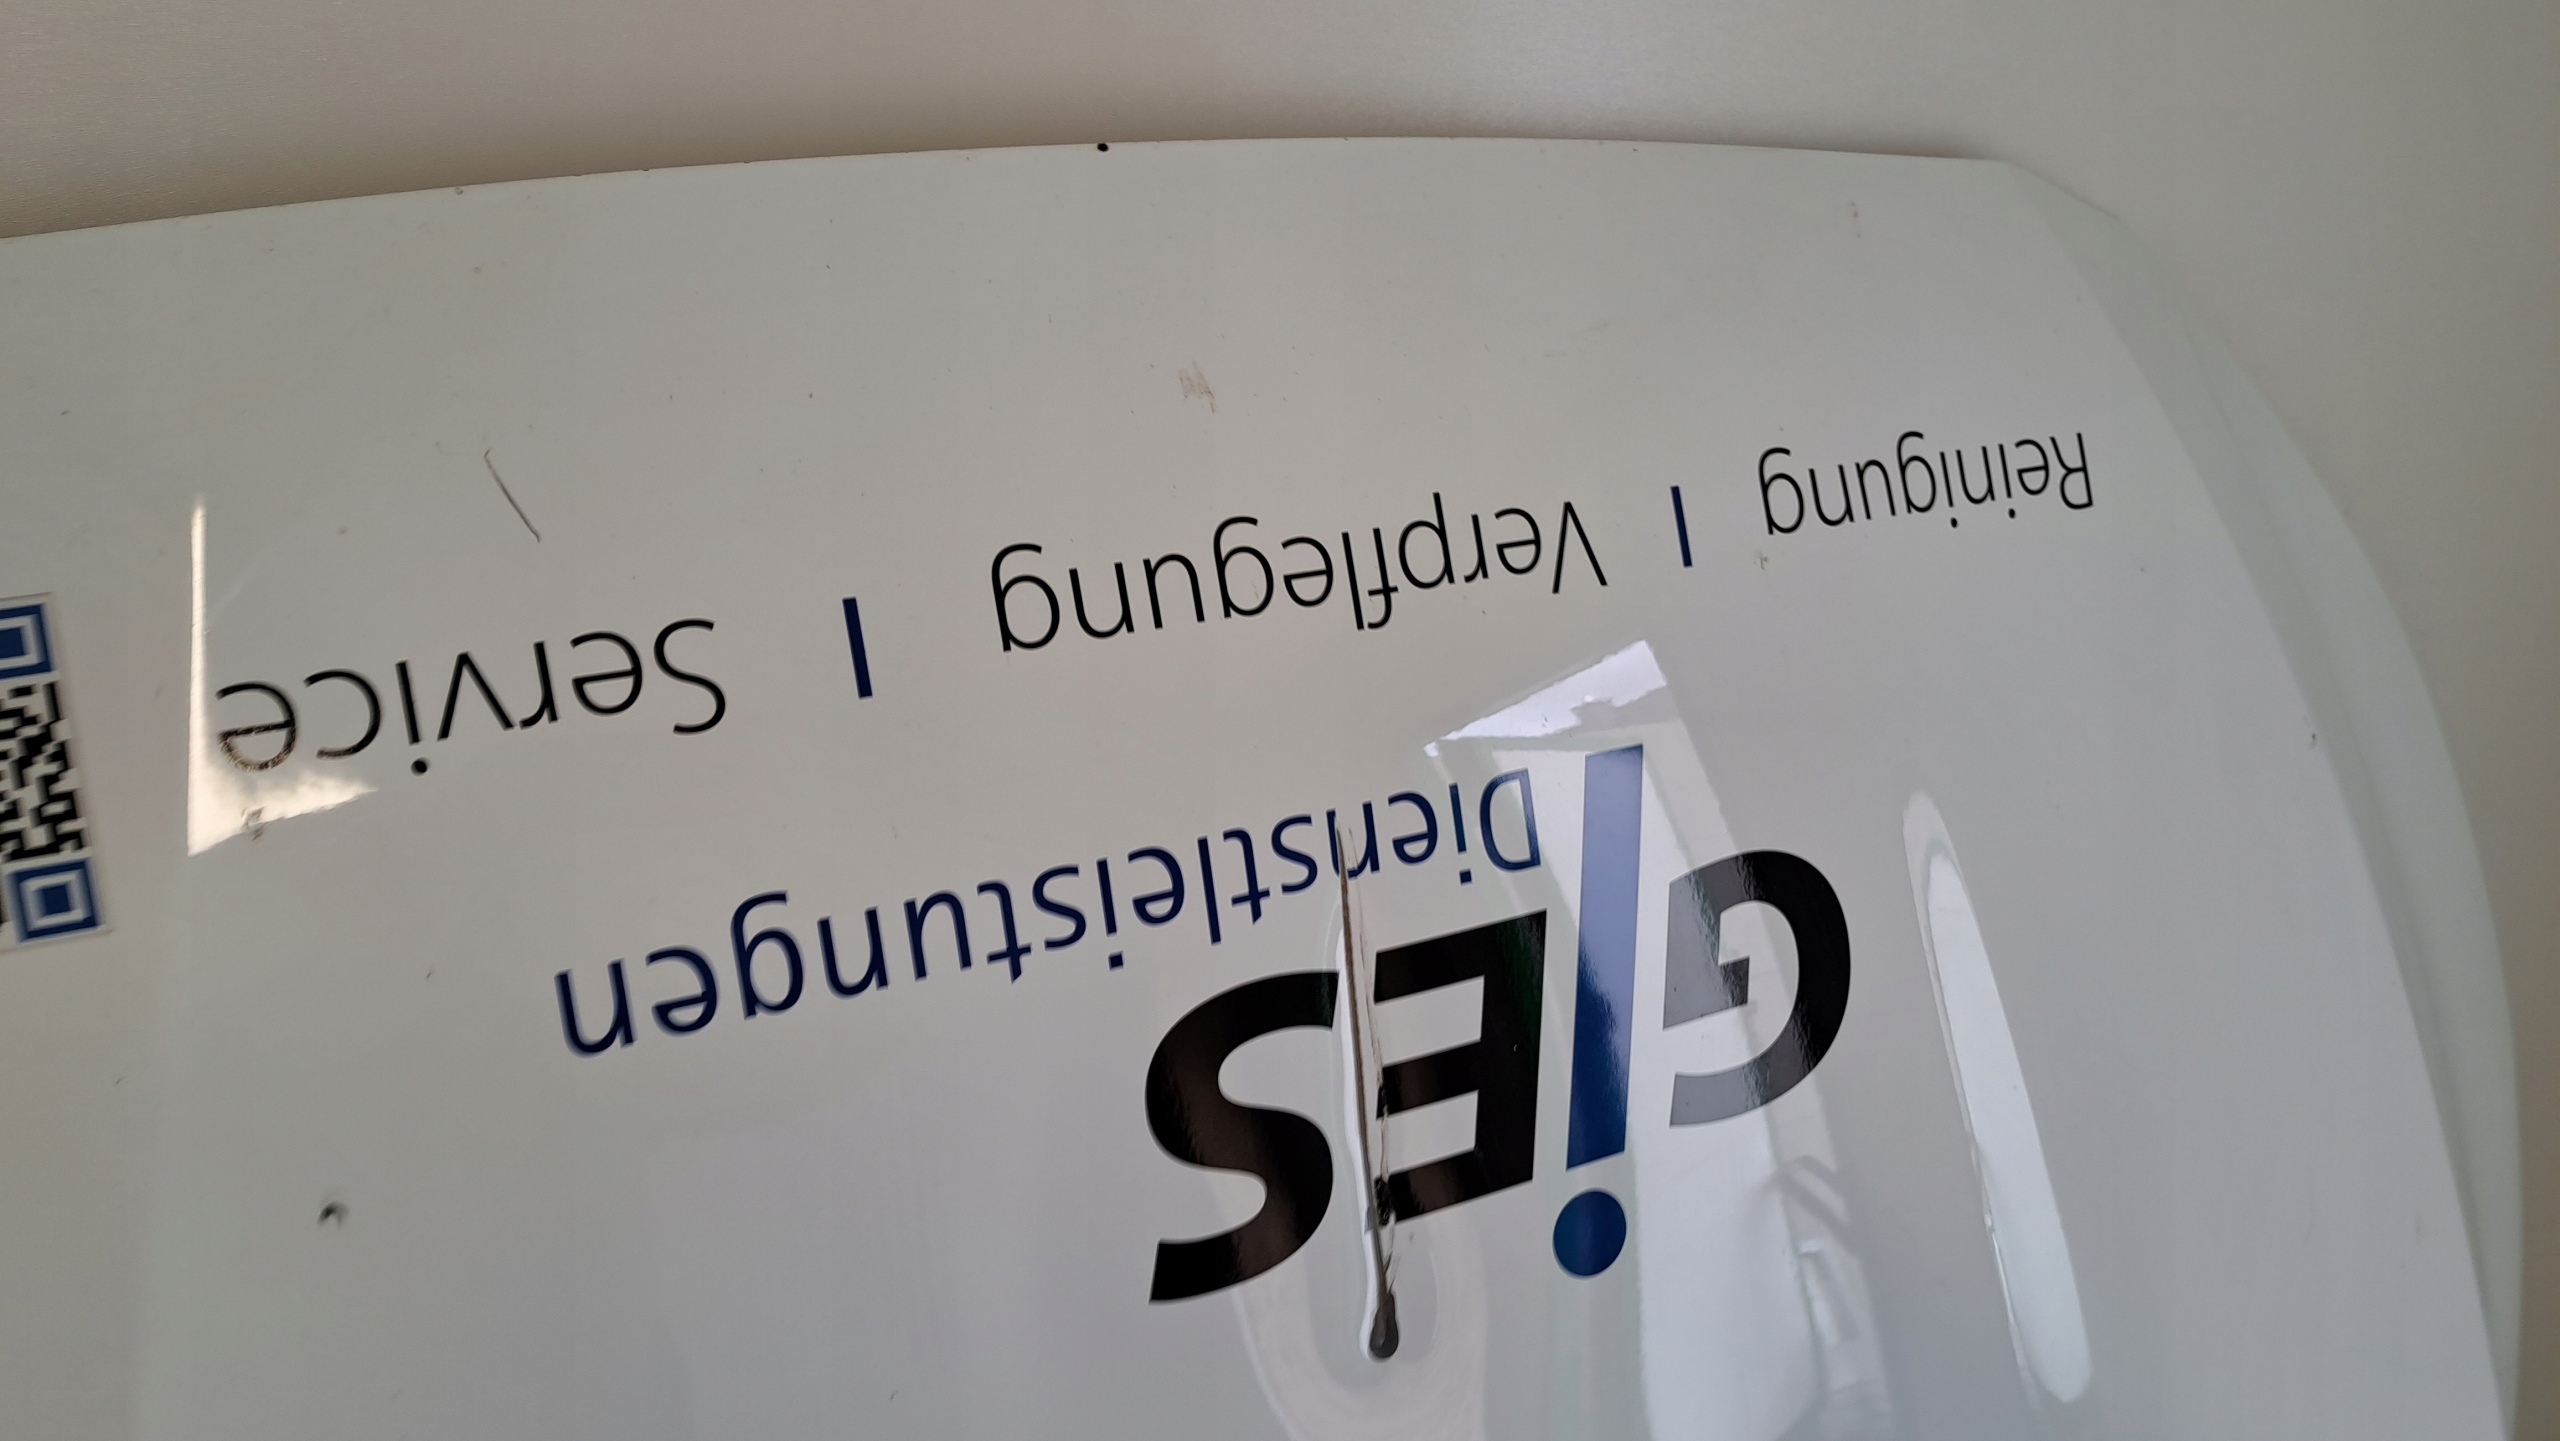 GiES
Dienstleistungen
Reinigung | Verpflegung | Service